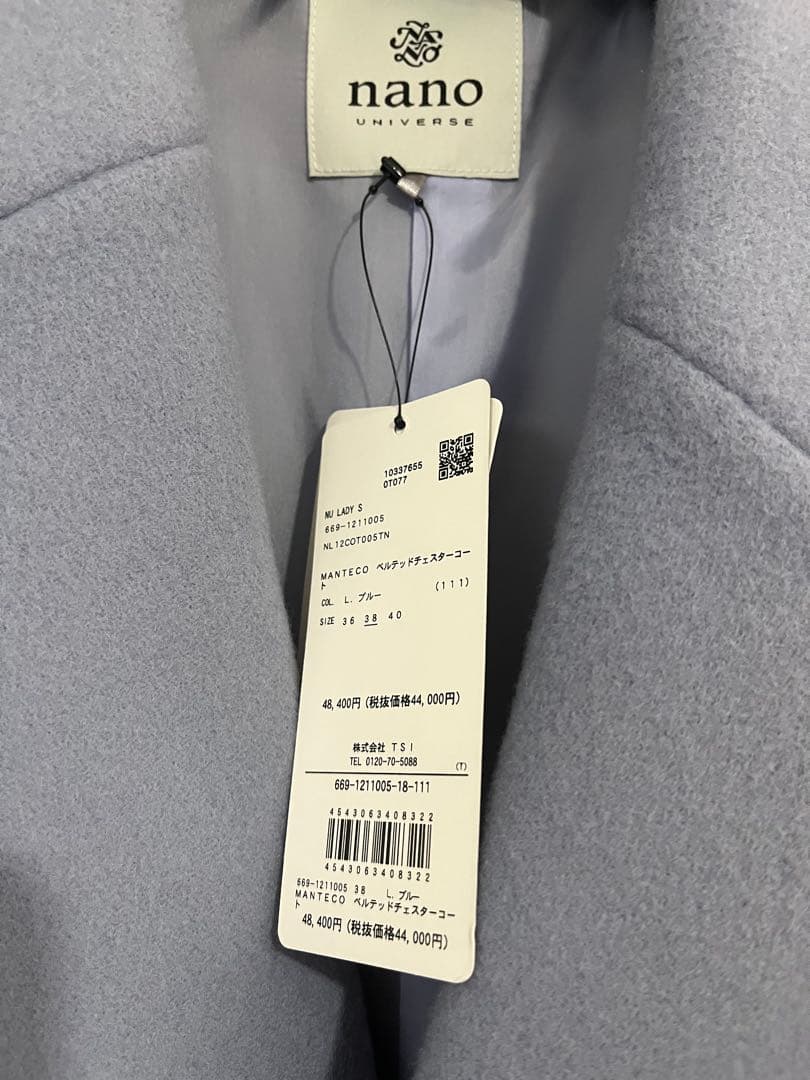 NANO
nano
UNIVERSE
10337655
0T077
NU LADY S
669-1211005
NL12COT005TN
MANTECO ベルテッドチェスターコー
ト
COL. L.ブルー (111)
SIZE 36 38 40
48,400円(税抜価格44,000円)
株式会社 TSI
TEL 0120-70-5088
(T)
669-1211005-18-111
4543063408322
4543063408322
669-1211005 38 L.ブルー
MANTECO ベルテッドチェスターコー
ト
48,400円(税抜価格44,000円)